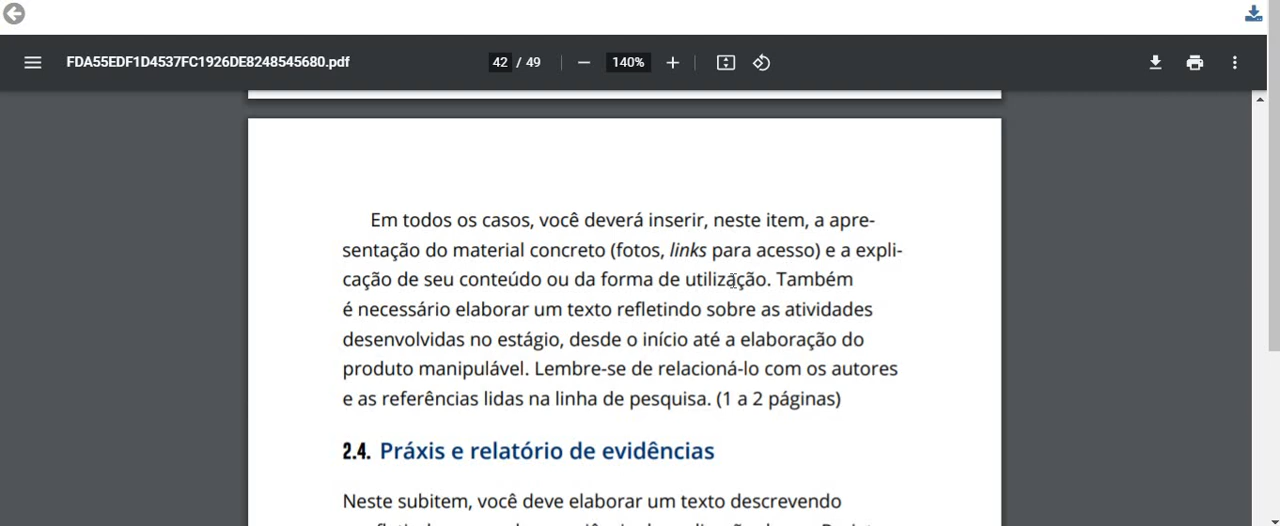 FDA55EDF1D4537FC1926DE8248545680.pdf
42 / 49
140%
Em todos os casos, você deverá inserir, neste item, a apre-
sentação do material concreto (fotos, links para acesso) e a expli-
cação de seu conteúdo ou da forma de utilização. Também
é necessário elaborar um texto refletindo sobre as atividades
desenvolvidas no estágio, desde o início até a elaboração do
produto manipulável. Lembre-se de relacioná-lo com os autores
e as referências lidas na linha de pesquisa. (1 a 2 páginas)
2.4. Práxis e relatório de evidências
Neste subitem, você deve elaborar um texto descrevendo